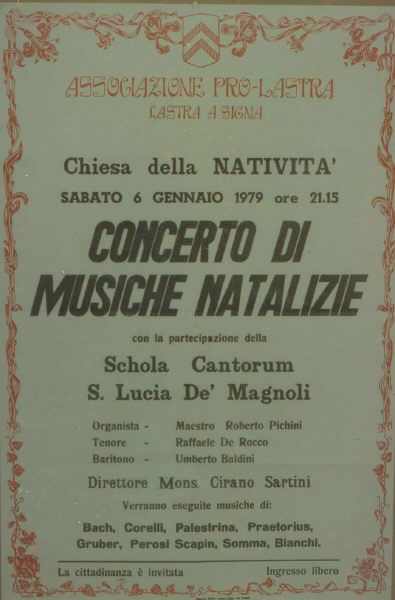 ASSOCIAZIONE PRO-LASTRA
LASTRA A SIGNA
Chiesa della NATIVITA'
SABATO 6 GENNAIO 1979 ore 21.15
CONCERTO DI
MUSICHE NATALIZIE
con la partecipazione della
Schola Cantorum
S. Lucia De' Magnoli
Organista - Maestro Roberto Pichini
Tenore - Raffaele De Rocco
Baritono - Umberto Baldini
Direttore Mons. Cirano Sartini
Verranno eseguite musiche di:
Bach, Corelli, Palestrina, Praetorius,
Gruber, Perosi Scapin, Somma, Bianchi.
La cittadinanza è invitata Ingresso libero